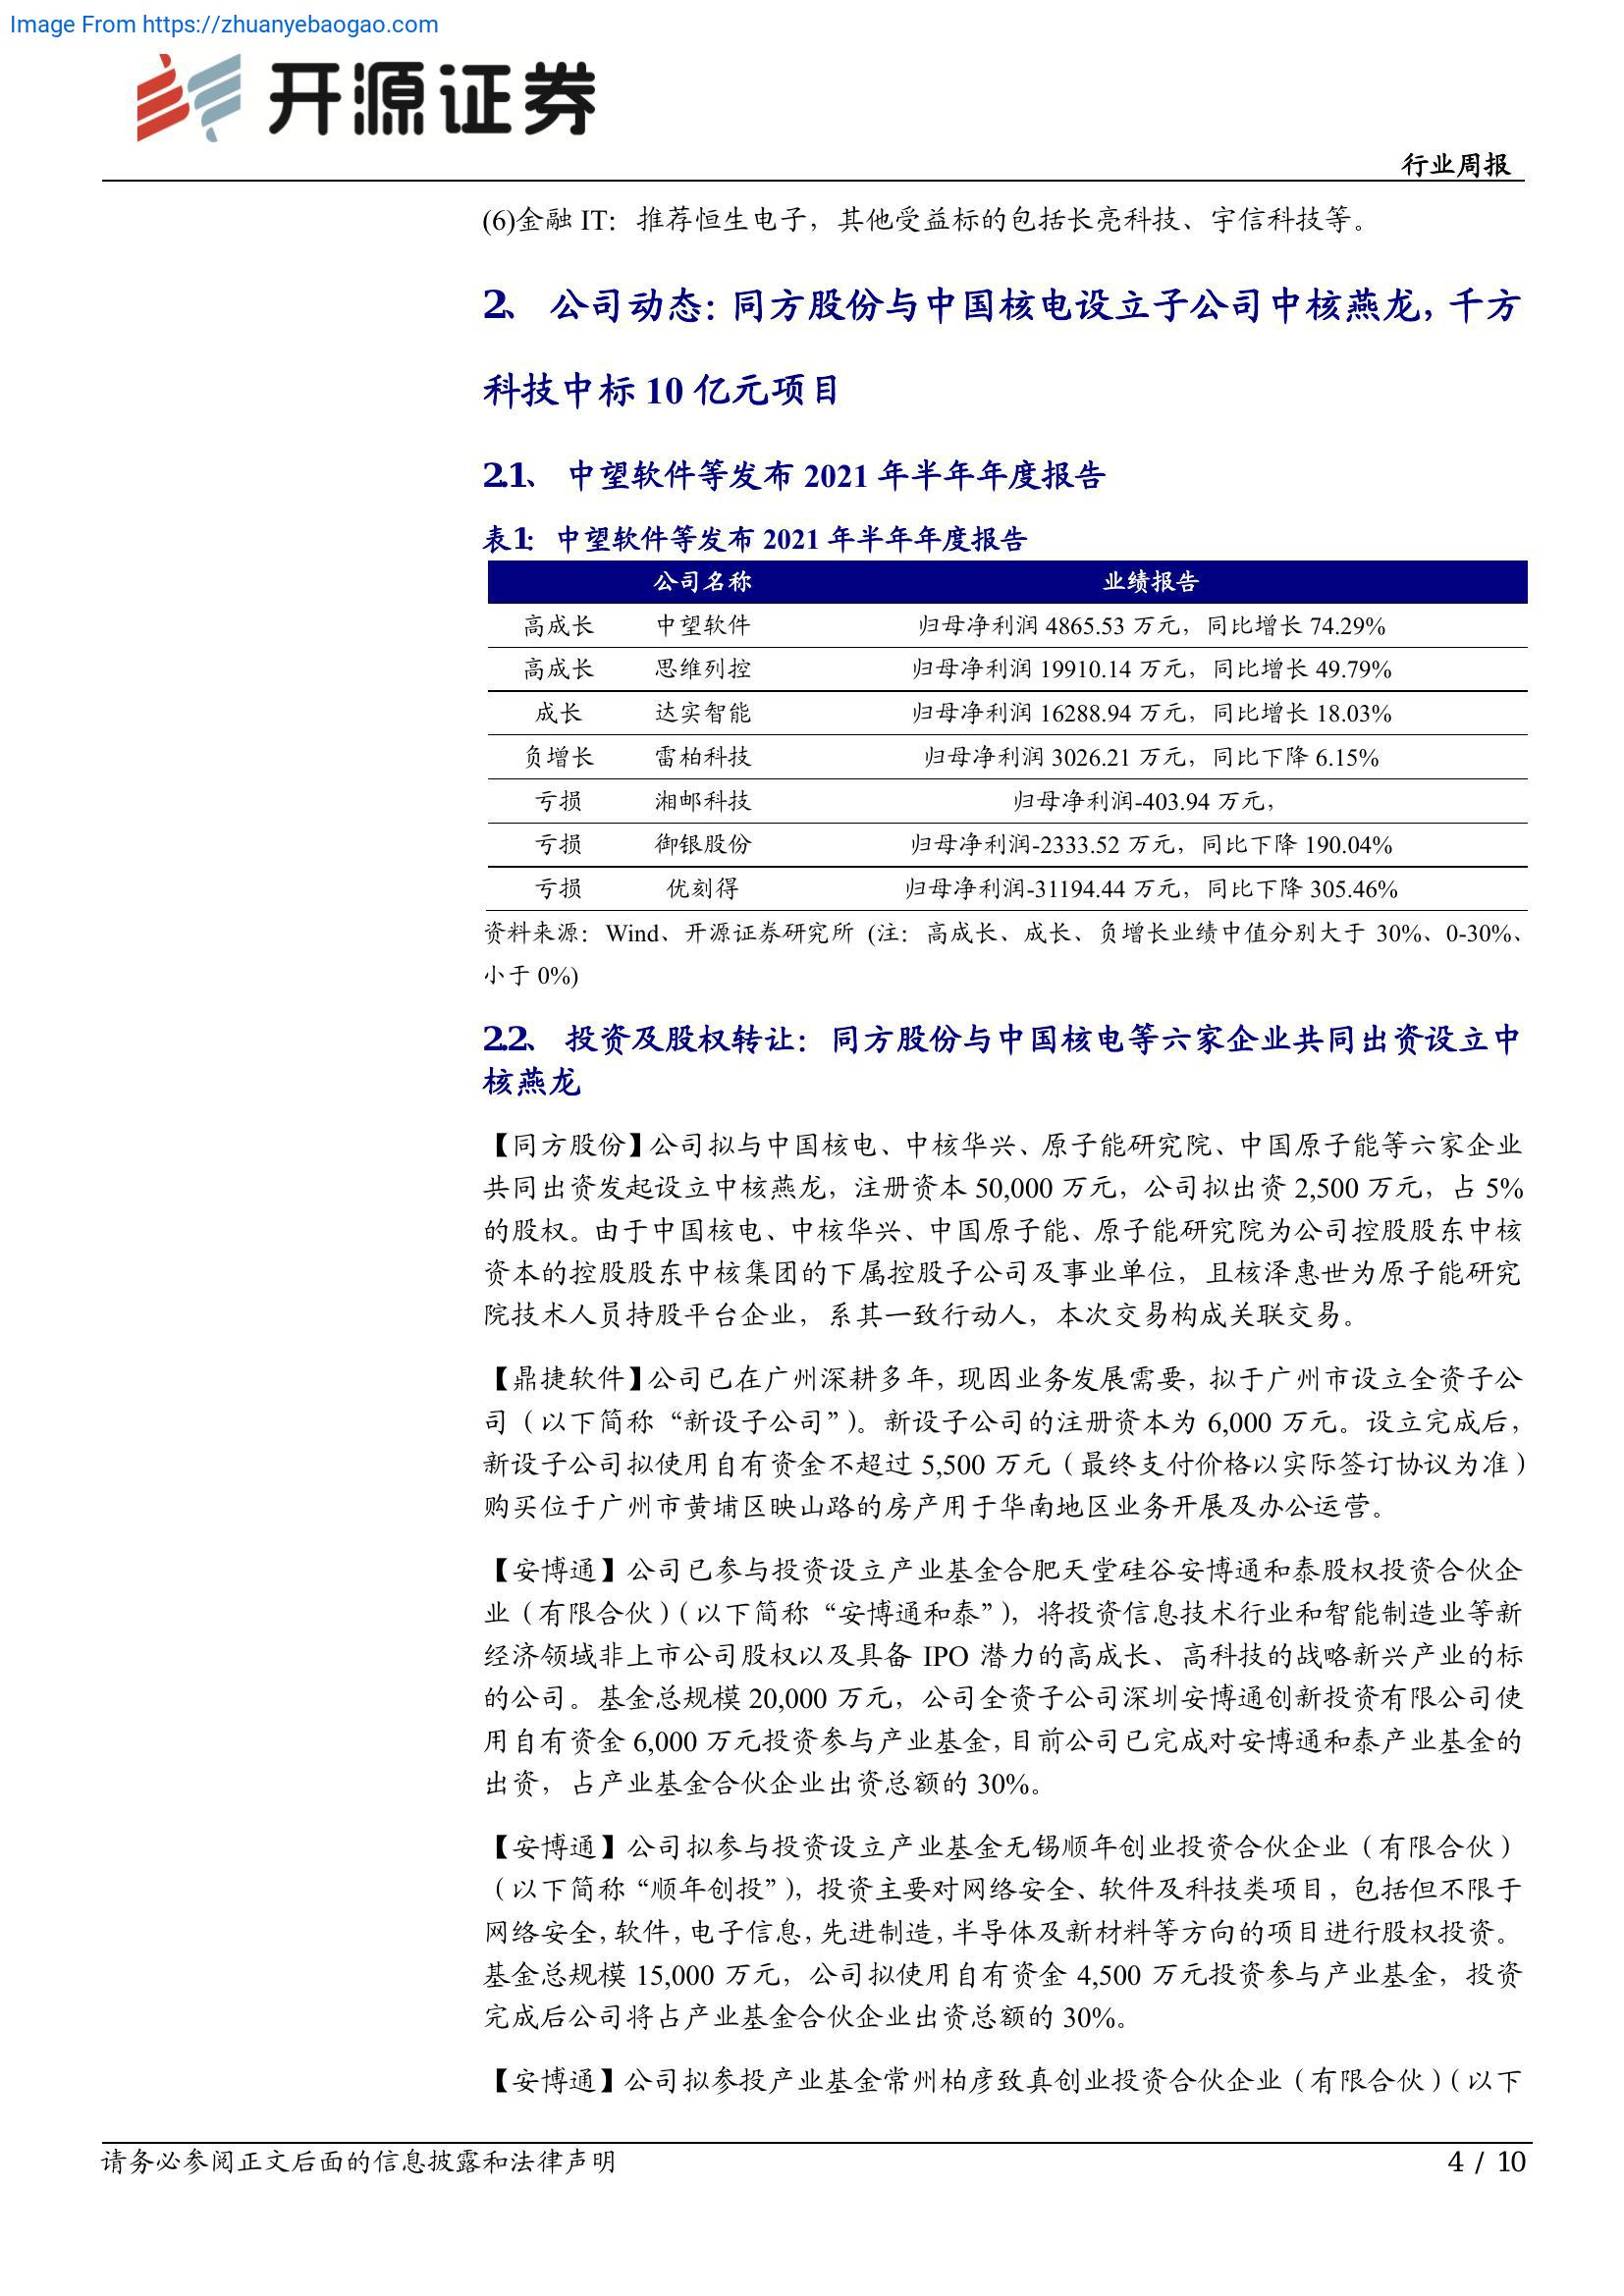 Image From https://zhuanyebaogao.com
开源证券
行业周报
(6)金融 IT：推荐恒生电子，其他受益标的包括长亮科技、宇信科技等。
2、 公司动态：同方股份与中国核电设立子公司中核燕龙，千方
科技中标 10 亿元项目
2.1、 中望软件等发布 2021 年半年年度报告
表1： 中望软件等发布 2021 年半年年度报告
公司名称 业绩报告
高成长 中望软件 归母净利润 4865.53 万元，同比增长 74.29%
高成长 思维列控 归母净利润 19910.14 万元，同比增长 49.79%
成长 达实智能 归母净利润 16288.94 万元，同比增长 18.03%
负增长 雷柏科技 归母净利润 3026.21 万元，同比下降 6.15%
亏损 湘邮科技 归母净利润-403.94 万元，
亏损 御银股份 归母净利润-2333.52 万元，同比下降 190.04%
亏损 优刻得 归母净利润-31194.44 万元，同比下降 305.46%
资料来源：Wind、开源证券研究所 (注：高成长、成长、负增长业绩中值分别大于 30%、0-30%、
小于 0%)
2.2、 投资及股权转让：同方股份与中国核电等六家企业共同出资设立中
核燕龙
【同方股份】公司拟与中国核电、中核华兴、原子能研究院、中国原子能等六家企业
共同出资发起设立中核燕龙，注册资本 50,000 万元，公司拟出资 2,500 万元，占 5%
的股权。由于中国核电、中核华兴、中国原子能、原子能研究院为公司控股股东中核
资本的控股股东中核集团的下属控股子公司及事业单位，且核泽惠世为原子能研究
院技术人员持股平台企业，系其一致行动人，本次交易构成关联交易。
【鼎捷软件】公司已在广州深耕多年，现因业务发展需要，拟于广州市设立全资子公
司（以下简称“新设子公司”）。新设子公司的注册资本为 6,000 万元。设立完成后，
新设子公司拟使用自有资金不超过 5,500 万元（最终支付价格以实际签订协议为准）
购买位于广州市黄埔区映山路的房产用于华南地区业务开展及办公运营。
【安博通】公司已参与投资设立产业基金合肥天堂硅谷安博通和泰股权投资合伙企
业（有限合伙）（以下简称“安博通和泰”），将投资信息技术行业和智能制造业等新
经济领域非上市公司股权以及具备 IPO 潜力的高成长、高科技的战略新兴产业的标
的公司。基金总规模 20,000 万元，公司全资子公司深圳安博通创新投资有限公司使
用自有资金 6,000 万元投资参与产业基金，目前公司已完成对安博通和泰产业基金的
出资，占产业基金合伙企业出资总额的 30%。
【安博通】公司拟参与投资设立产业基金无锡顺年创业投资合伙企业（有限合伙）
（以下简称“顺年创投”），投资主要对网络安全、软件及科技类项目，包括但不限于
网络安全，软件，电子信息，先进制造，半导体及新材料等方向的项目进行股权投资。
基金总规模 15,000 万元，公司拟使用自有资金 4,500 万元投资参与产业基金，投资
完成后公司将占产业基金合伙企业出资总额的 30%。
【安博通】公司拟参投产业基金常州柏彦致真创业投资合伙企业（有限合伙）（以下
请务必参阅正文后面的信息披露和法律声明 4 / 10